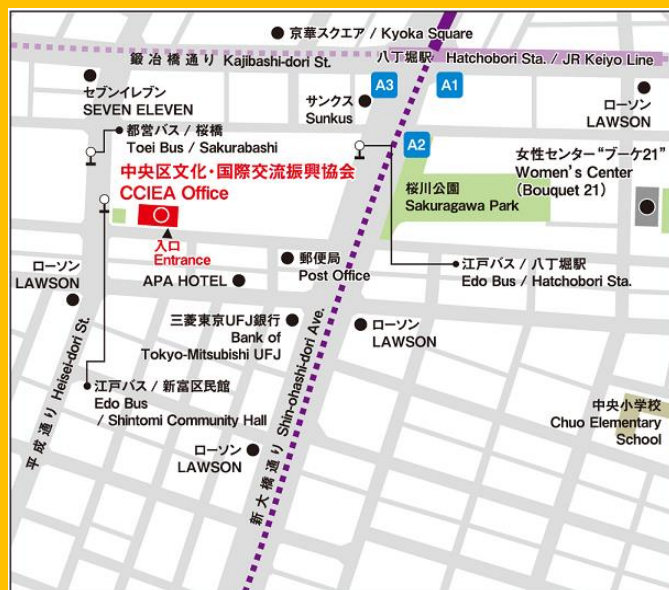 京華スクエア / Kyoka Square
鍛冶橋通り Kajibashi-dori St.
八丁堀駅 Hatchobori Sta. / JR Keiyo Line
セブンイレブン
SEVEN ELEVEN
サンクス
Sunkus
A3
A1
ローソン
LAWSON
都営バス / 桜橋
Toei Bus / Sakurabashi
A2
女性センター“ブーケ21”
Women's Center
(Bouquet 21)
中央区文化・国際交流振興協会
CCIEA Office
桜川公園
Sakuragawa Park
入口
Entrance
郵便局
Post Office
江戸バス / 八丁堀駅
Edo Bus / Hatchobori Sta.
ローソン
LAWSON
APA HOTEL
三菱東京UFJ銀行
Bank of
Tokyo-Mitsubishi UFJ
ローソン
LAWSON
平成通り Heisei-dori St.
新大橋通り Shin-ohashi-dori Ave.
江戸バス / 新富区民館
Edo Bus
/ Shintomi Community Hall
中央小学校
Chuo Elementary
School
ローソン
LAWSON